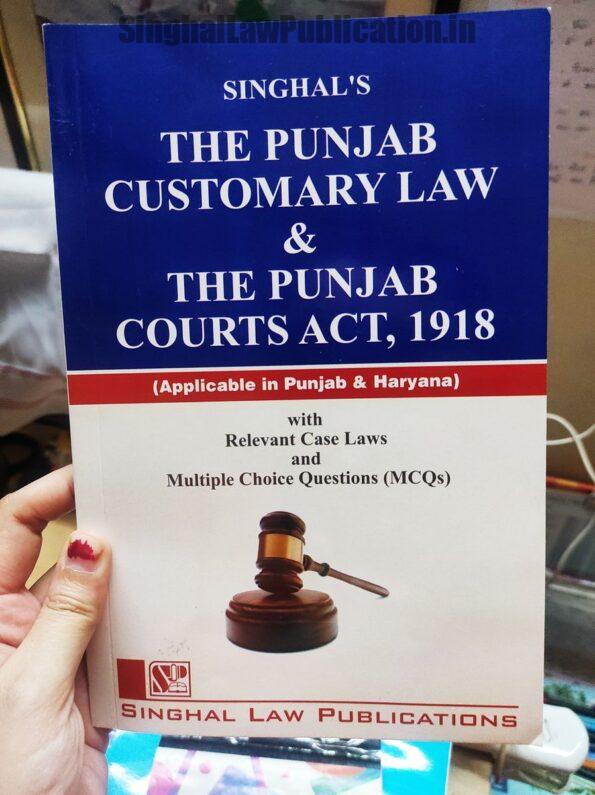 SinghalLawPublication.in
SINGHAL'S
THE PUNJAB
CUSTOMARY LAW
&
THE PUNJAB
COURTS ACT, 1918
(Applicable in Punjab & Haryana)
with
Relevant Case Laws
and
Multiple Choice Questions (MCQs)
SINGHAL LAW PUBLICATIONS